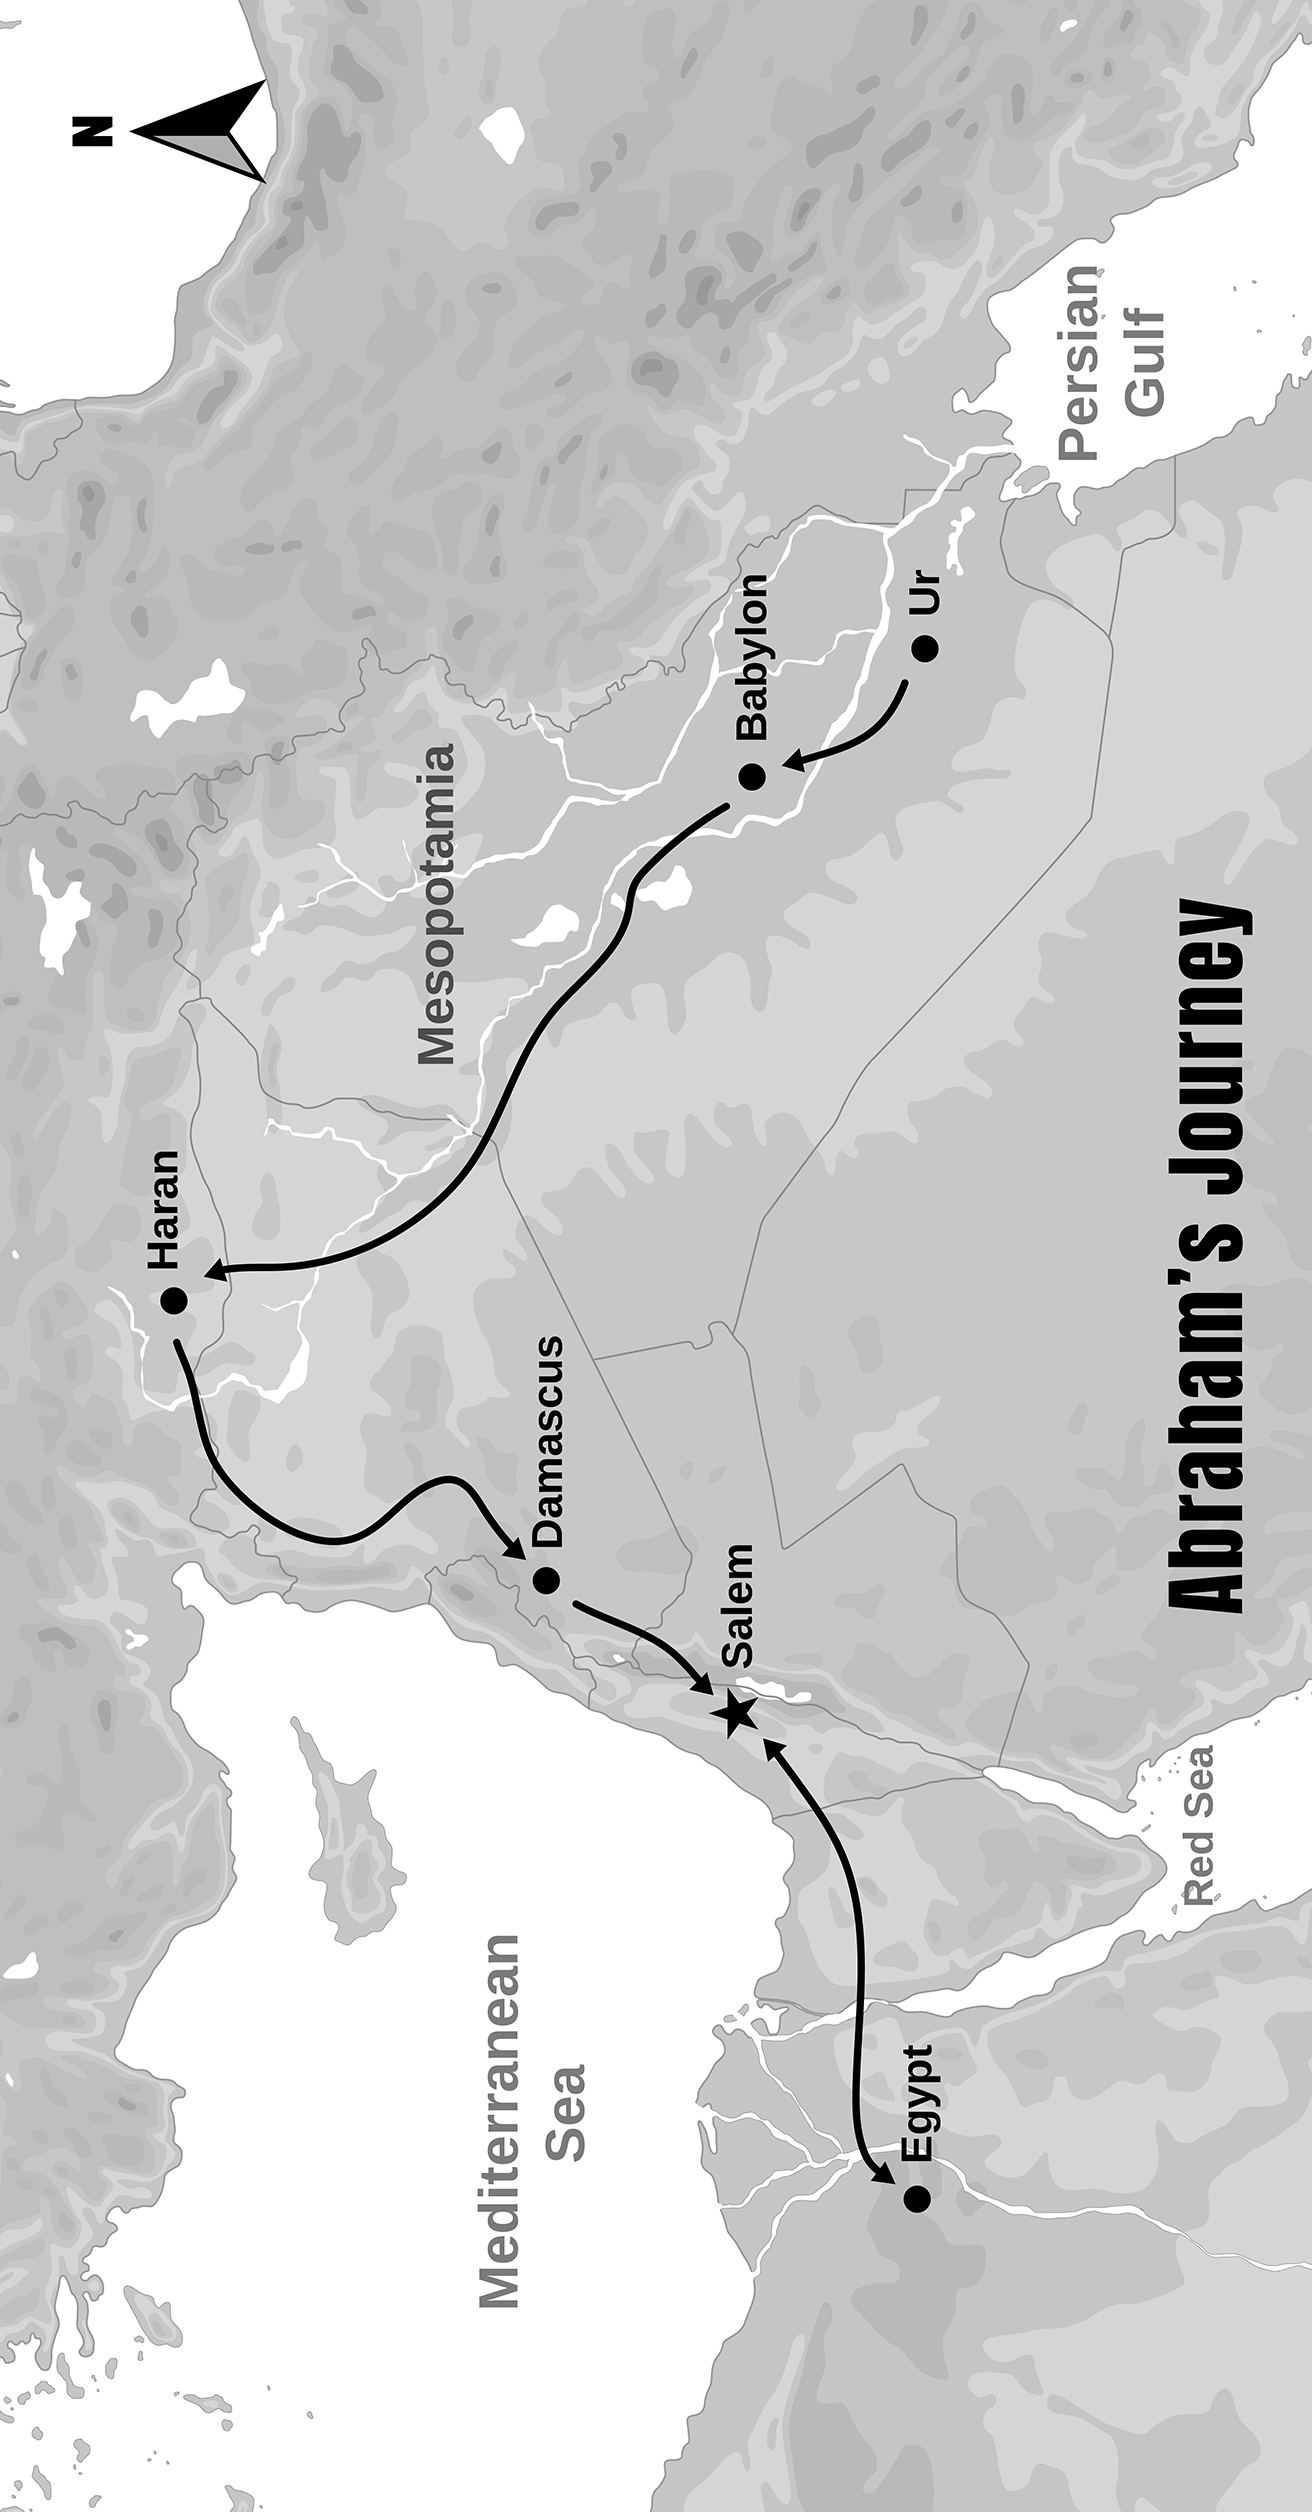 N
Haran
Mesopotamia
Mediterranean
Sea
Damascus
Babylon
Salem
Ur
Egypt
Persian
Gulf
Red Sea
Abraham’s Journey